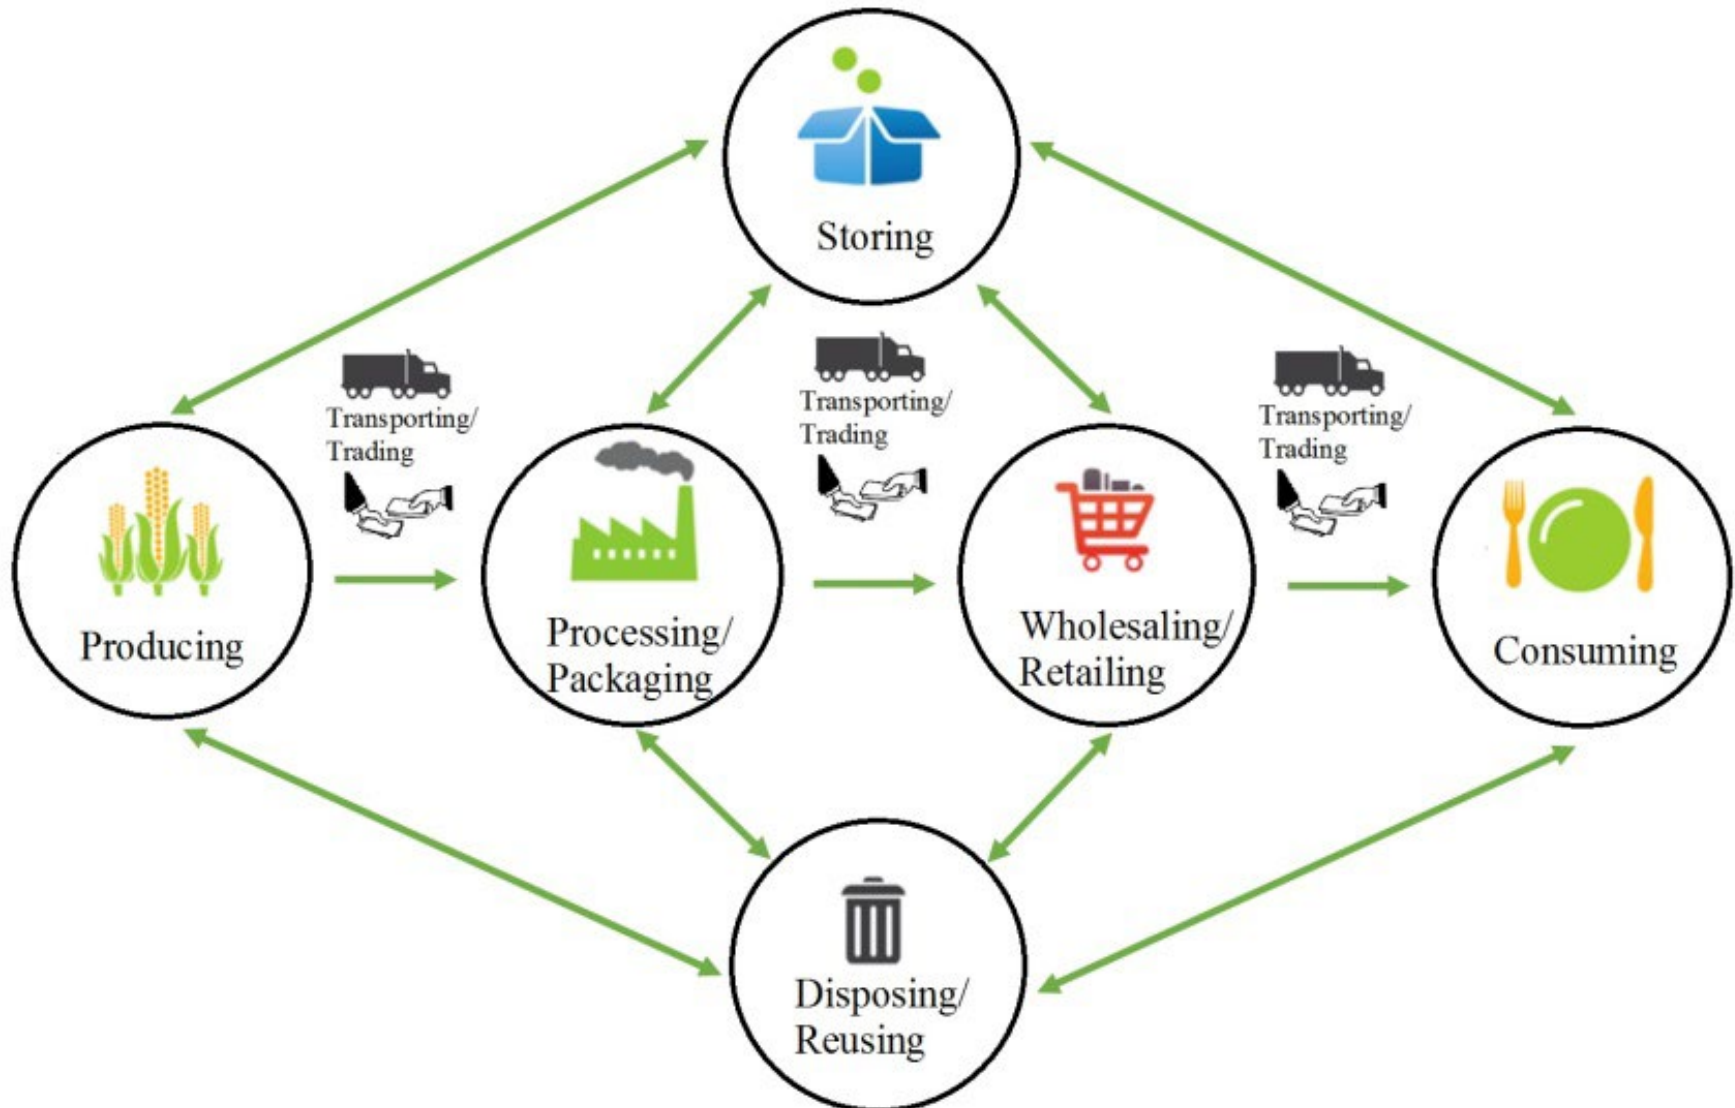 Storing
Transporting/
Trading
Transporting/
Trading
Transporting/
Trading
Producing
Processing/
Packaging
Wholesaling/
Retailing
Consuming
Disposing/
Reusing